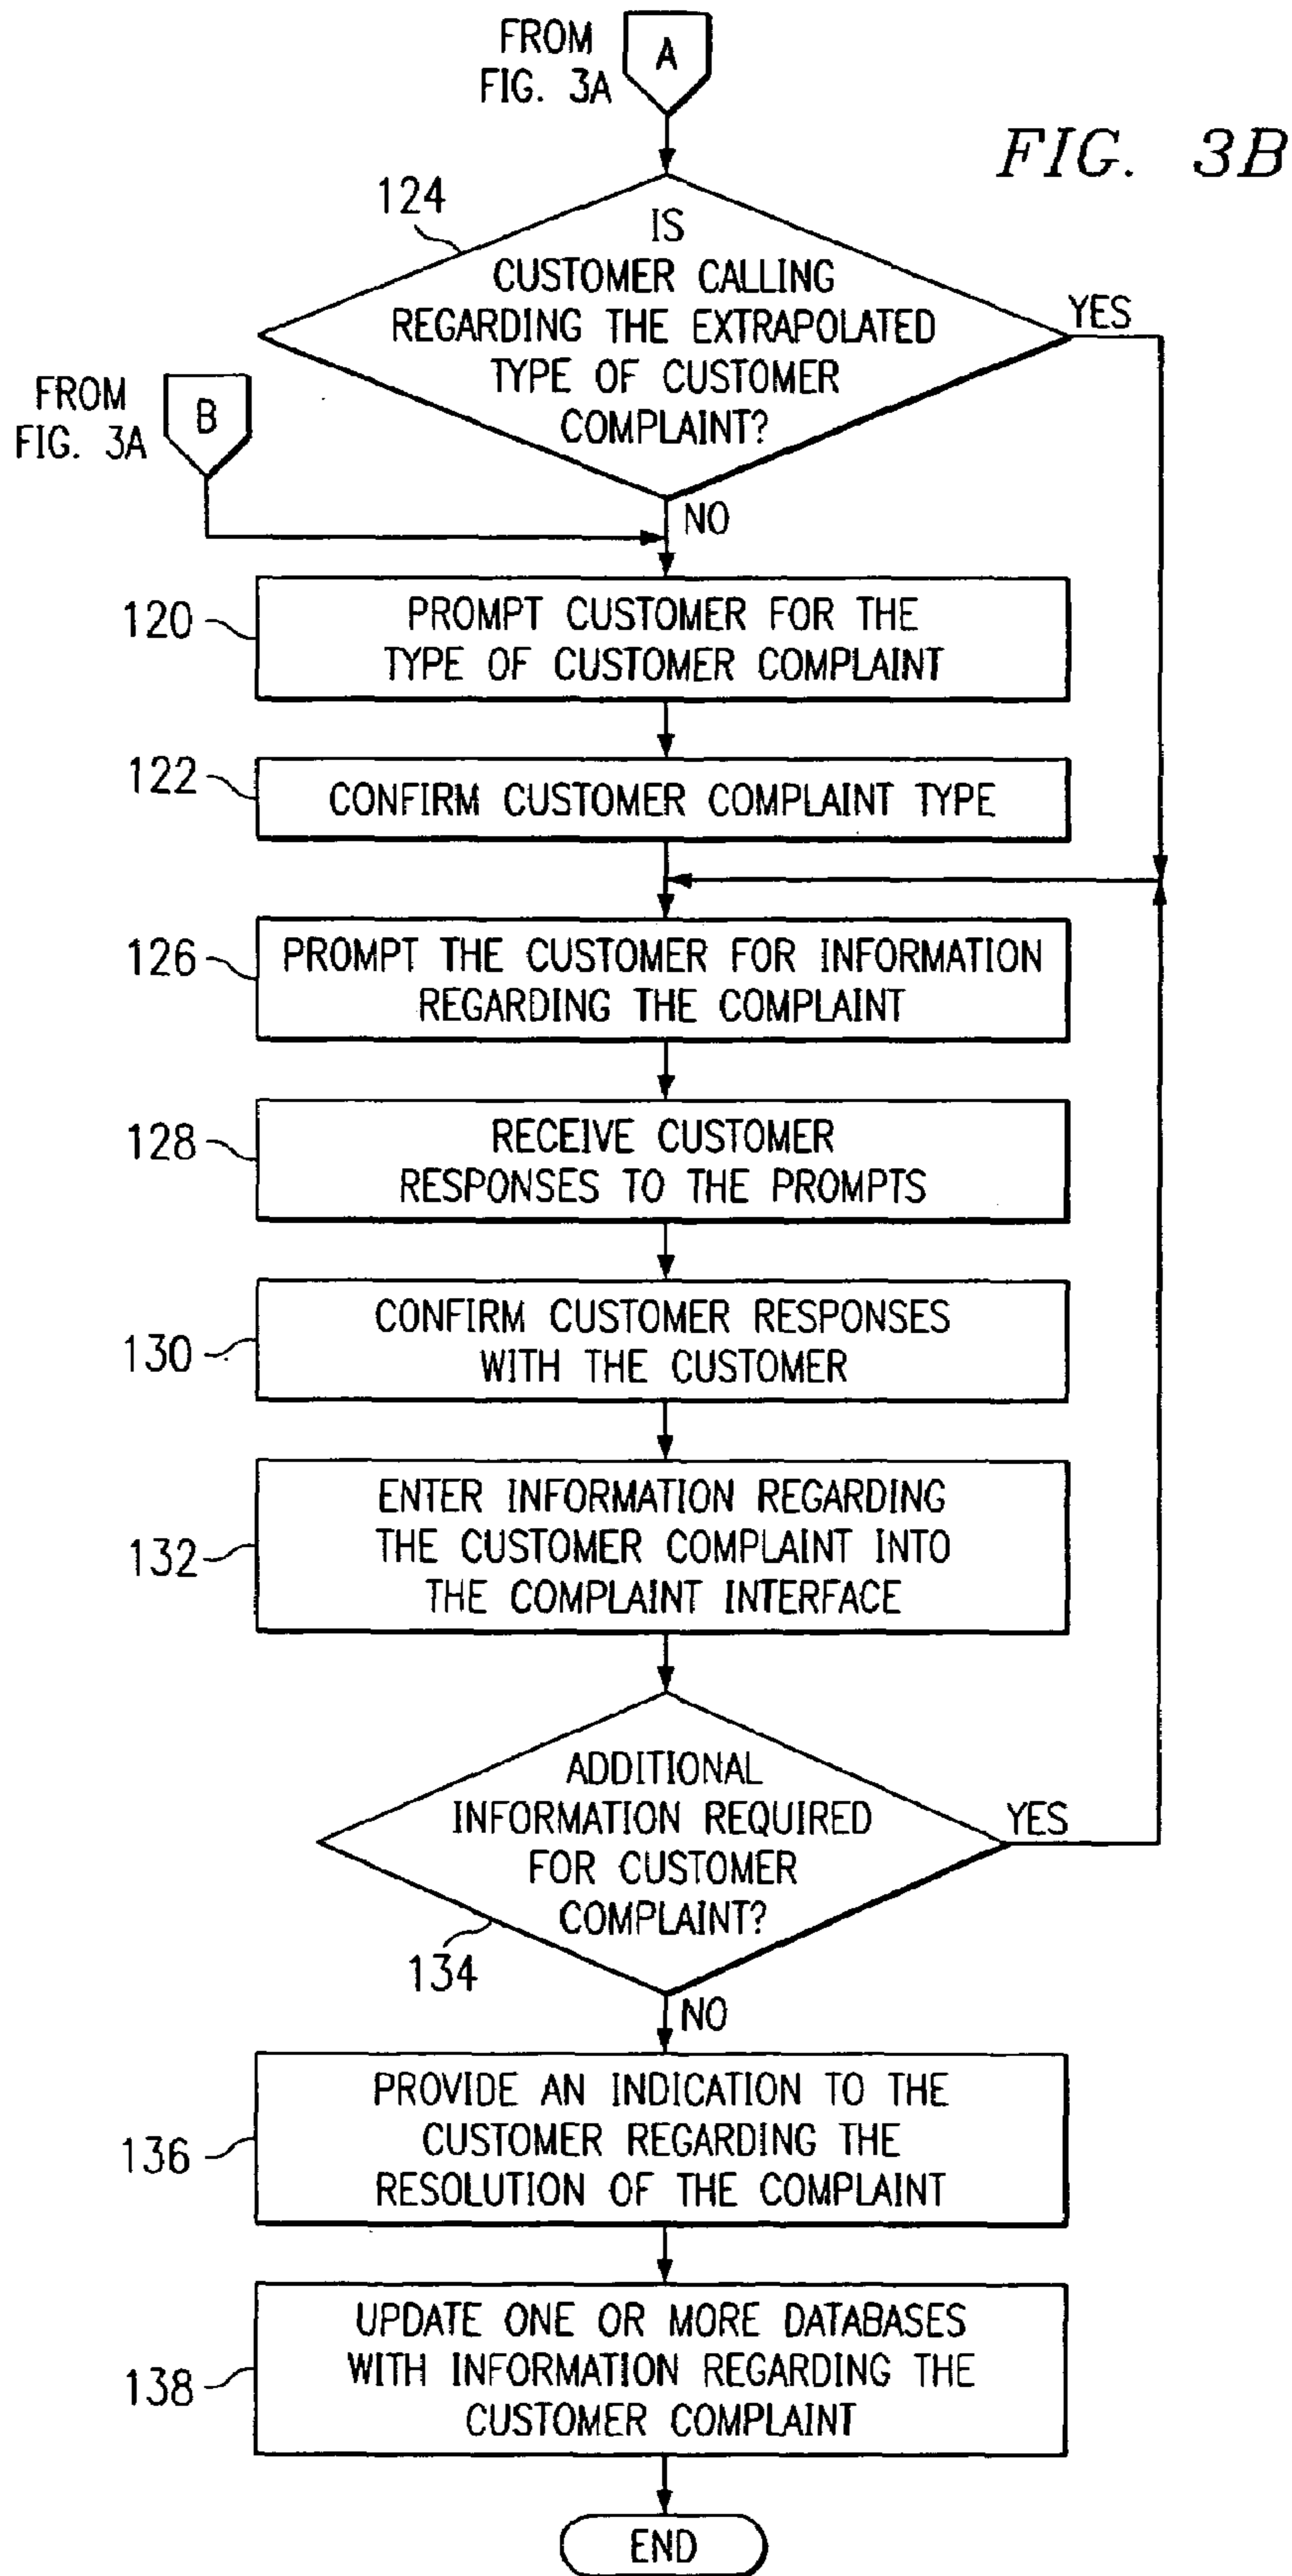 FROM
FIG. 3A
A
FIG. 3B
124
IS
CUSTOMER CALLING
REGARDING THE EXTRAPOLATED
TYPE OF CUSTOMER
COMPLAINT?
YES
FROM
FIG. 3A
B
NO
120
PROMPT CUSTOMER FOR THE
TYPE OF CUSTOMER COMPLAINT
122
CONFIRM CUSTOMER COMPLAINT TYPE
126
PROMPT THE CUSTOMER FOR INFORMATION
REGARDING THE COMPLAINT
128
RECEIVE CUSTOMER
RESPONSES TO THE PROMPTS
130
CONFIRM CUSTOMER RESPONSES
WITH THE CUSTOMER
132
ENTER INFORMATION REGARDING
THE CUSTOMER COMPLAINT INTO
THE COMPLAINT INTERFACE
ADDITIONAL
INFORMATION REQUIRED
FOR CUSTOMER
COMPLAINT?
YES
134
NO
136
PROVIDE AN INDICATION TO THE
CUSTOMER REGARDING THE
RESOLUTION OF THE COMPLAINT
138
UPDATE ONE OR MORE DATABASES
WITH INFORMATION REGARDING THE
CUSTOMER COMPLAINT
END